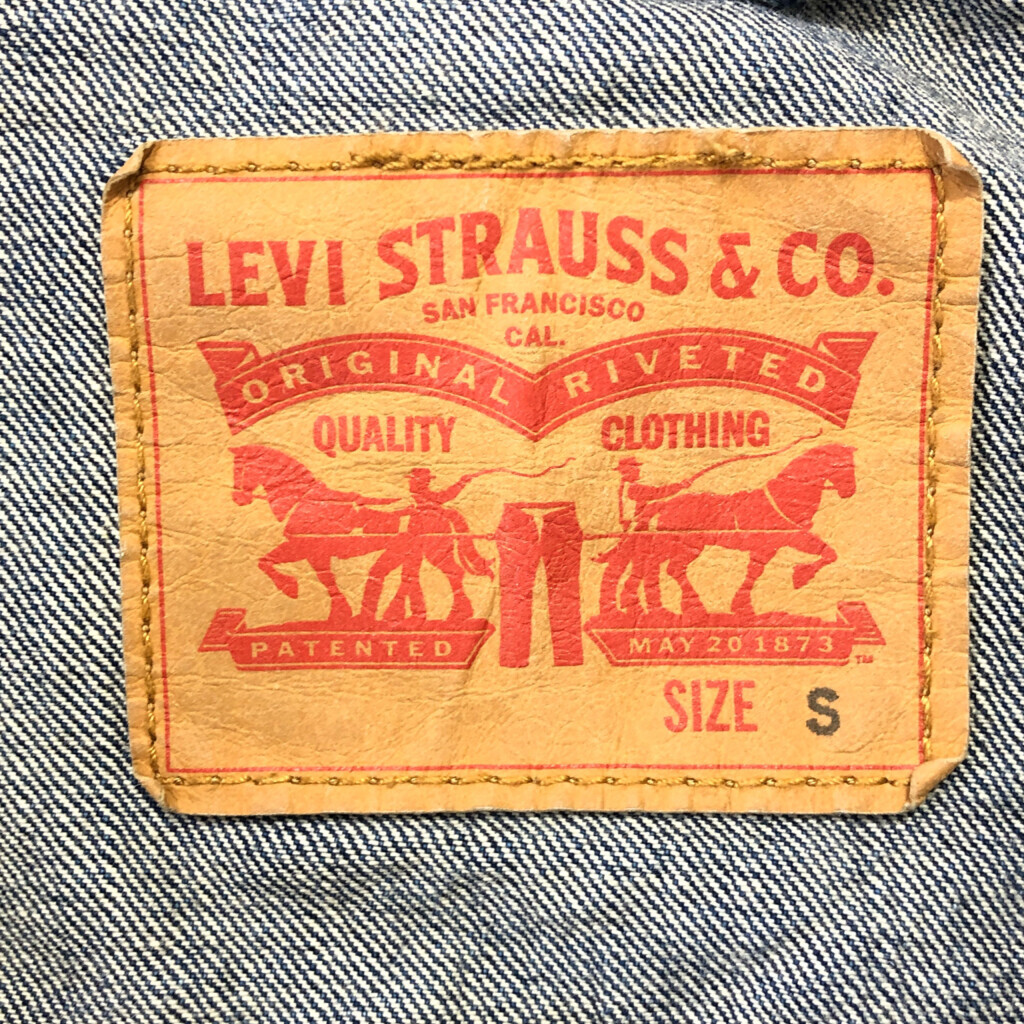 LEVI STRAUSS & CO.
SAN FRANCISCO
CAL.
ORIGINAL RIVETED
QUALITY CLOTHING
PATENTED MAY 20 1873 ™
SIZE S